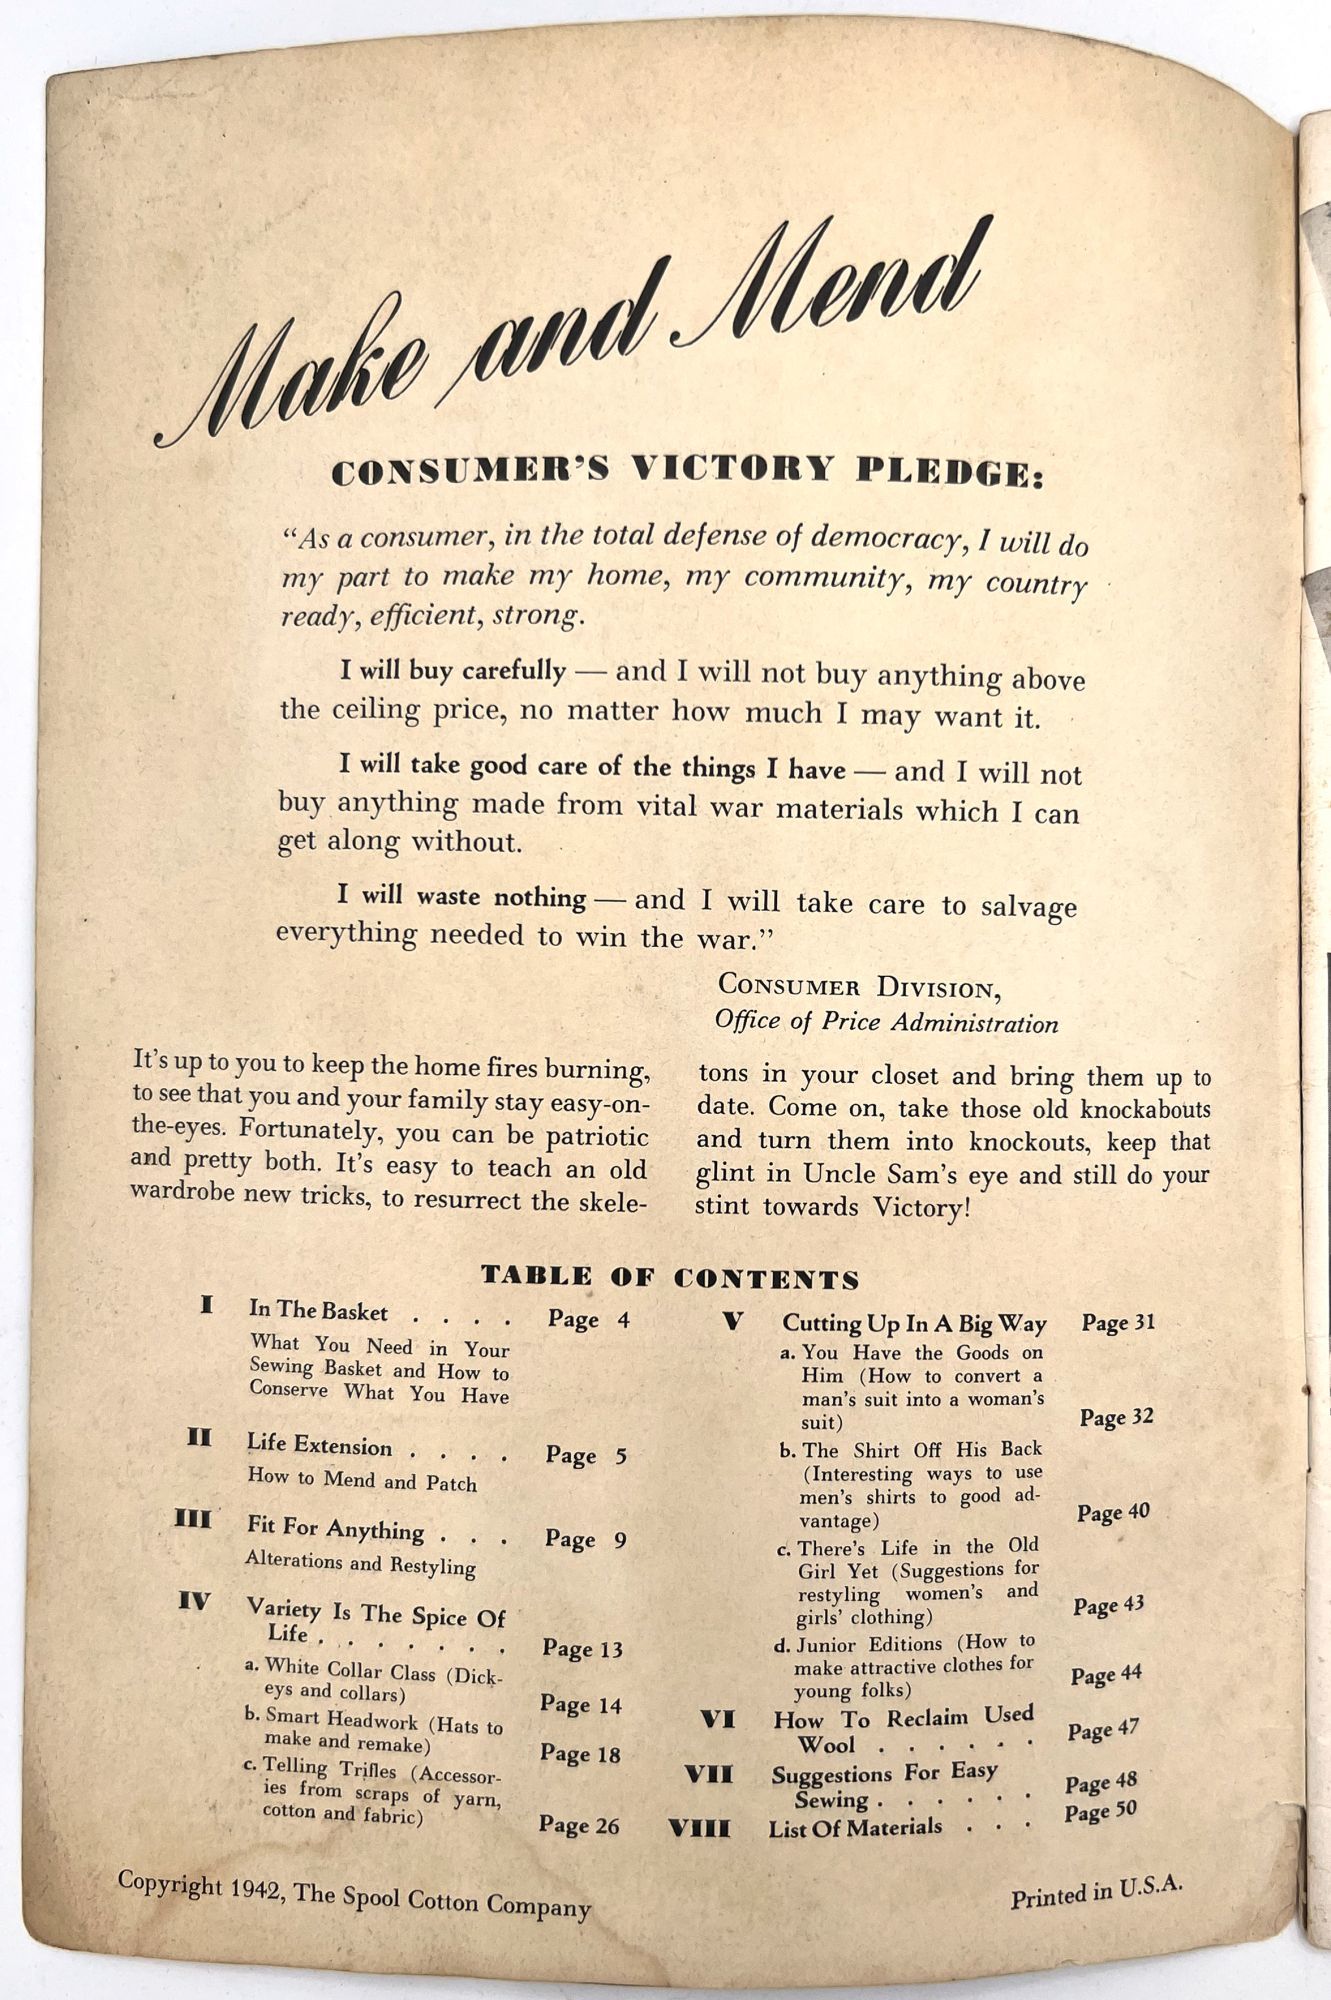 Make and Mend
CONSUMER'S VICTORY PLEDGE:
"As a consumer, in the total defense of democracy, I will do
my part to make my home, my community, my country
ready, efficient, strong.
I will buy carefully — and I will not buy anything above
the ceiling price, no matter how much I may want it.
I will take good care of the things I have — and I will not
buy anything made from vital war materials which I can
get along without.
I will waste nothing — and I will take care to salvage
everything needed to win the war."
CONSUMER DIVISION,
Office of Price Administration
It's up to you to keep the home fires burning,
to see that you and your family stay easy-on-
the-eyes. Fortunately, you can be patriotic
and pretty both. It's easy to teach an old
wardrobe new tricks, to resurrect the skele-
tons in your closet and bring them up to
date. Come on, take those old knockabouts
and turn them into knockouts, keep that
glint in Uncle Sam's eye and still do your
stint towards Victory!
TABLE OF CONTENTS
I In The Basket . . . . Page 4
What You Need in Your
Sewing Basket and How to
Conserve What You Have
II Life Extension . . . . Page 5
How to Mend and Patch
III Fit For Anything . . . Page 9
Alterations and Restyling
IV Variety Is The Spice Of
Life . . . . . . . Page 13
a. White Collar Class (Dick-
eys and collars) Page 14
b. Smart Headwork (Hats to
make and remake) Page 18
c. Telling Trifles (Accessor-
ies from scraps of yarn,
cotton and fabric) Page 26
V Cutting Up In A Big Way Page 31
a. You Have the Goods on
Him (How to convert a
man's suit into a woman's
suit) Page 32
b. The Shirt Off His Back
(Interesting ways to use
men's shirts to good ad-
vantage) Page 40
c. There's Life in the Old
Girl Yet (Suggestions for
restyling women's and
girls' clothing) Page 43
d. Junior Editions (How to
make attractive clothes for
young folks) Page 44
VI How To Reclaim Used
Wool . . . . . . Page 47
VII Suggestions For Easy
Sewing . . . . . . Page 48
VIII List Of Materials . . . Page 50
Copyright 1942, The Spool Cotton Company
Printed in U.S.A.